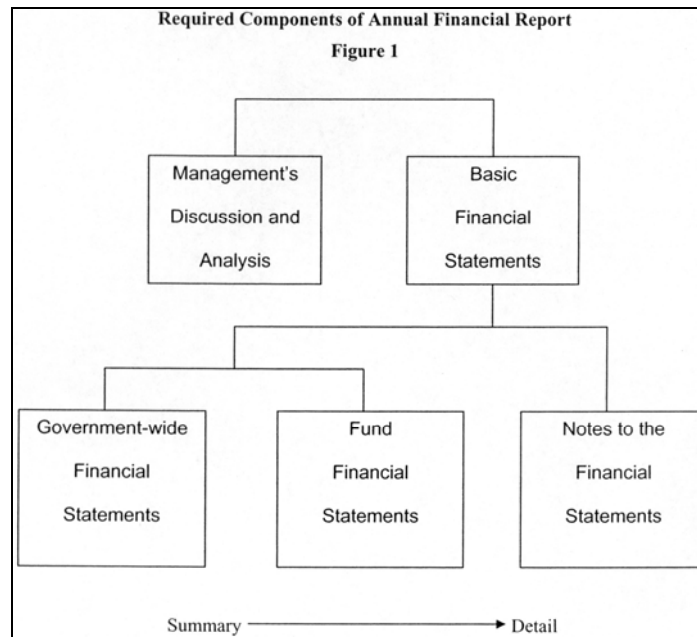 Required Components of Annual Financial Report
Figure 1
Management's
Discussion and
Analysis
Basic
Financial
Statements
Government-wide
Financial
Statements
Fund
Financial
Statements
Notes to the
Financial
Statements
Summary
Detail